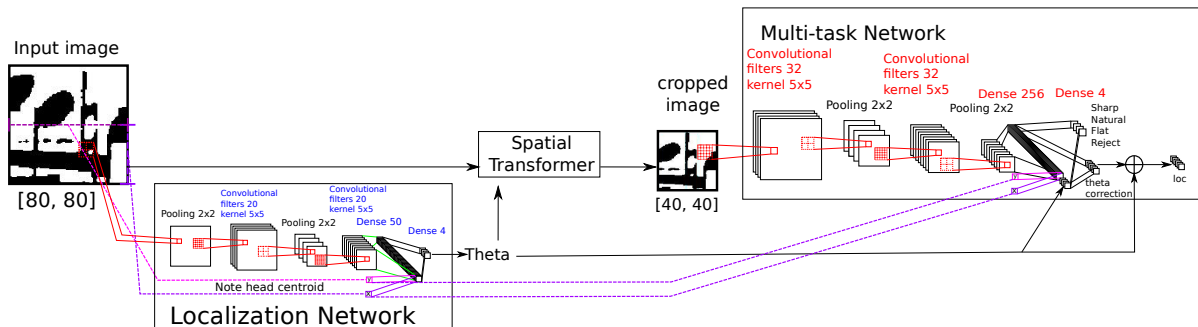 Input image
[80, 80]
Pooling 2x2
Convolutional
filters 20
kernel 5x5
Pooling 2x2
Convolutional
filters 20
kernel 5x5
Dense 50
Dense 4
Note head centroid
y
x
Localization Network
Theta
Spatial
Transformer
cropped
image
[40, 40]
Multi-task Network
Convolutional
filters 32
kernel 5x5
Pooling 2x2
Convolutional
filters 32
kernel 5x5
Pooling 2x2
Dense 256
Dense 4
Sharp
Natural
Flat
Reject
theta
correction
loc